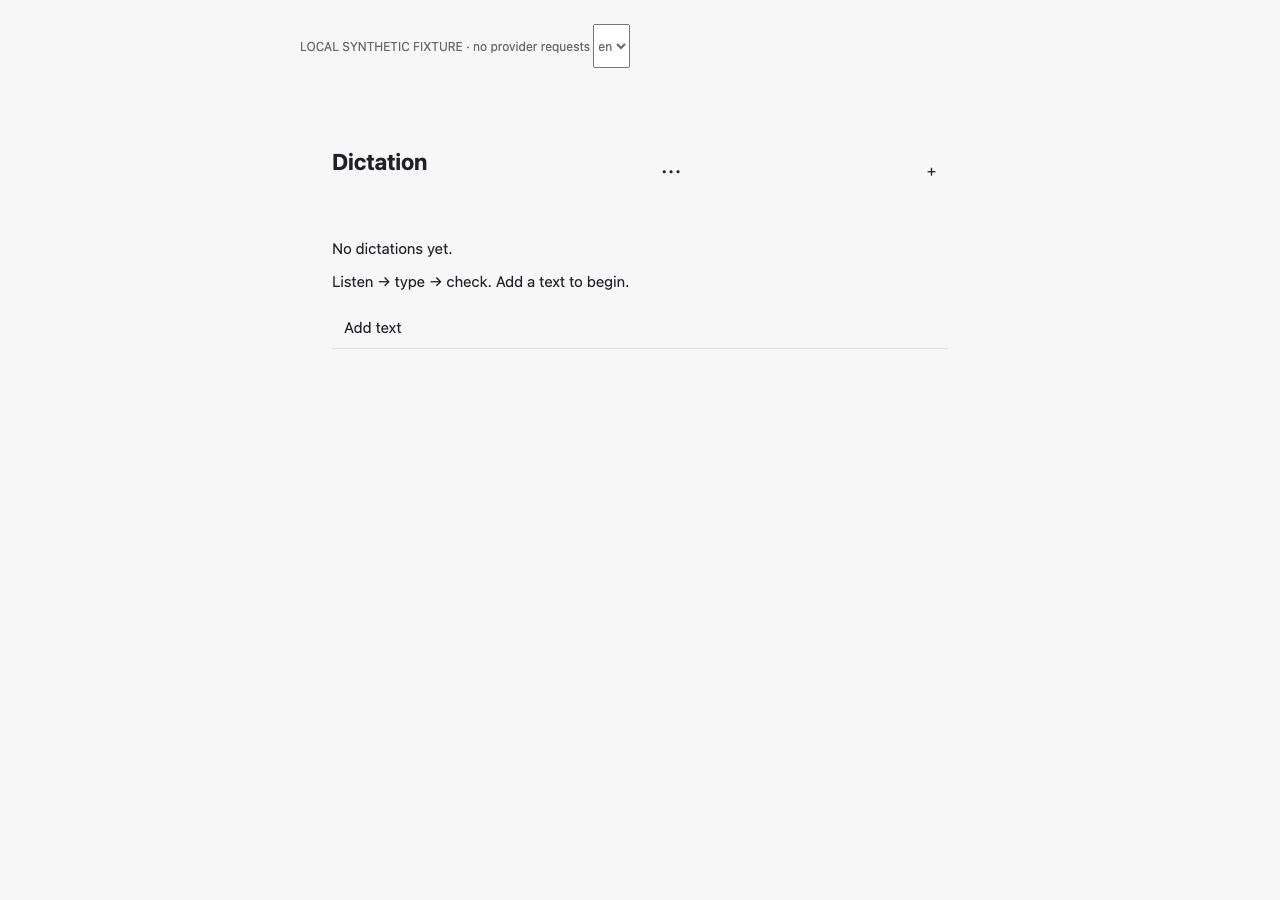 LOCAL SYNTHETIC FIXTURE · no provider requests en
Dictation ... +
No dictations yet.
Listen → type → check. Add a text to begin.
Add text